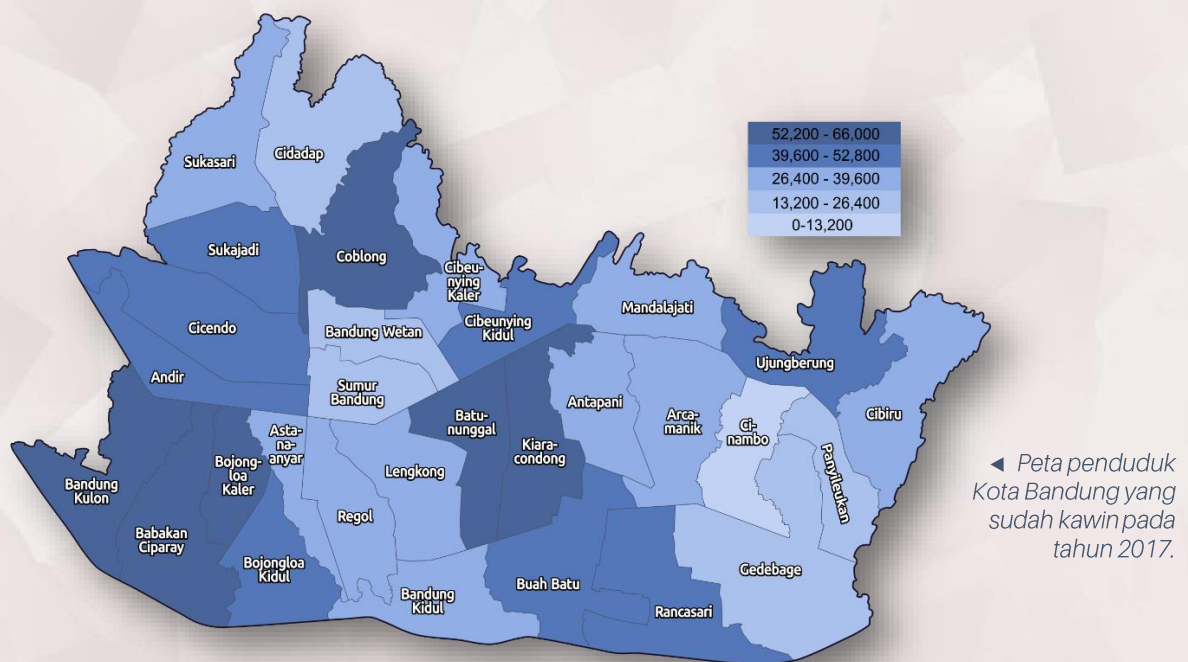 52,200 - 66,000
39,600 - 52,800
26,400 - 39,600
13,200 - 26,400
0-13,200
Sukasari
Cidadap
Sukajadi
Coblong
Cibeu-
nying
Kaler
Cibeunying
Kidul
Mandalajati
Cicendo
Bandung Wetan
Ujungberung
Andir
Sumur
Bandung
Antapani
Arca-
manik
Ci-
nambo
Cibiru
Batu-
nunggal
Kiara-
condong
Asta-
na-
anyar
Bojong-
loa
Kaler
Lengkong
Panyileukan
Bandung
Kulon
Regol
Babakan
Ciparay
Bojongloa
Kidul
Bandung
Kidul
Buah Batu
Rancasari
Gedebage
◄ Peta penduduk
Kota Bandung yang
sudah kawin pada
tahun 2017.